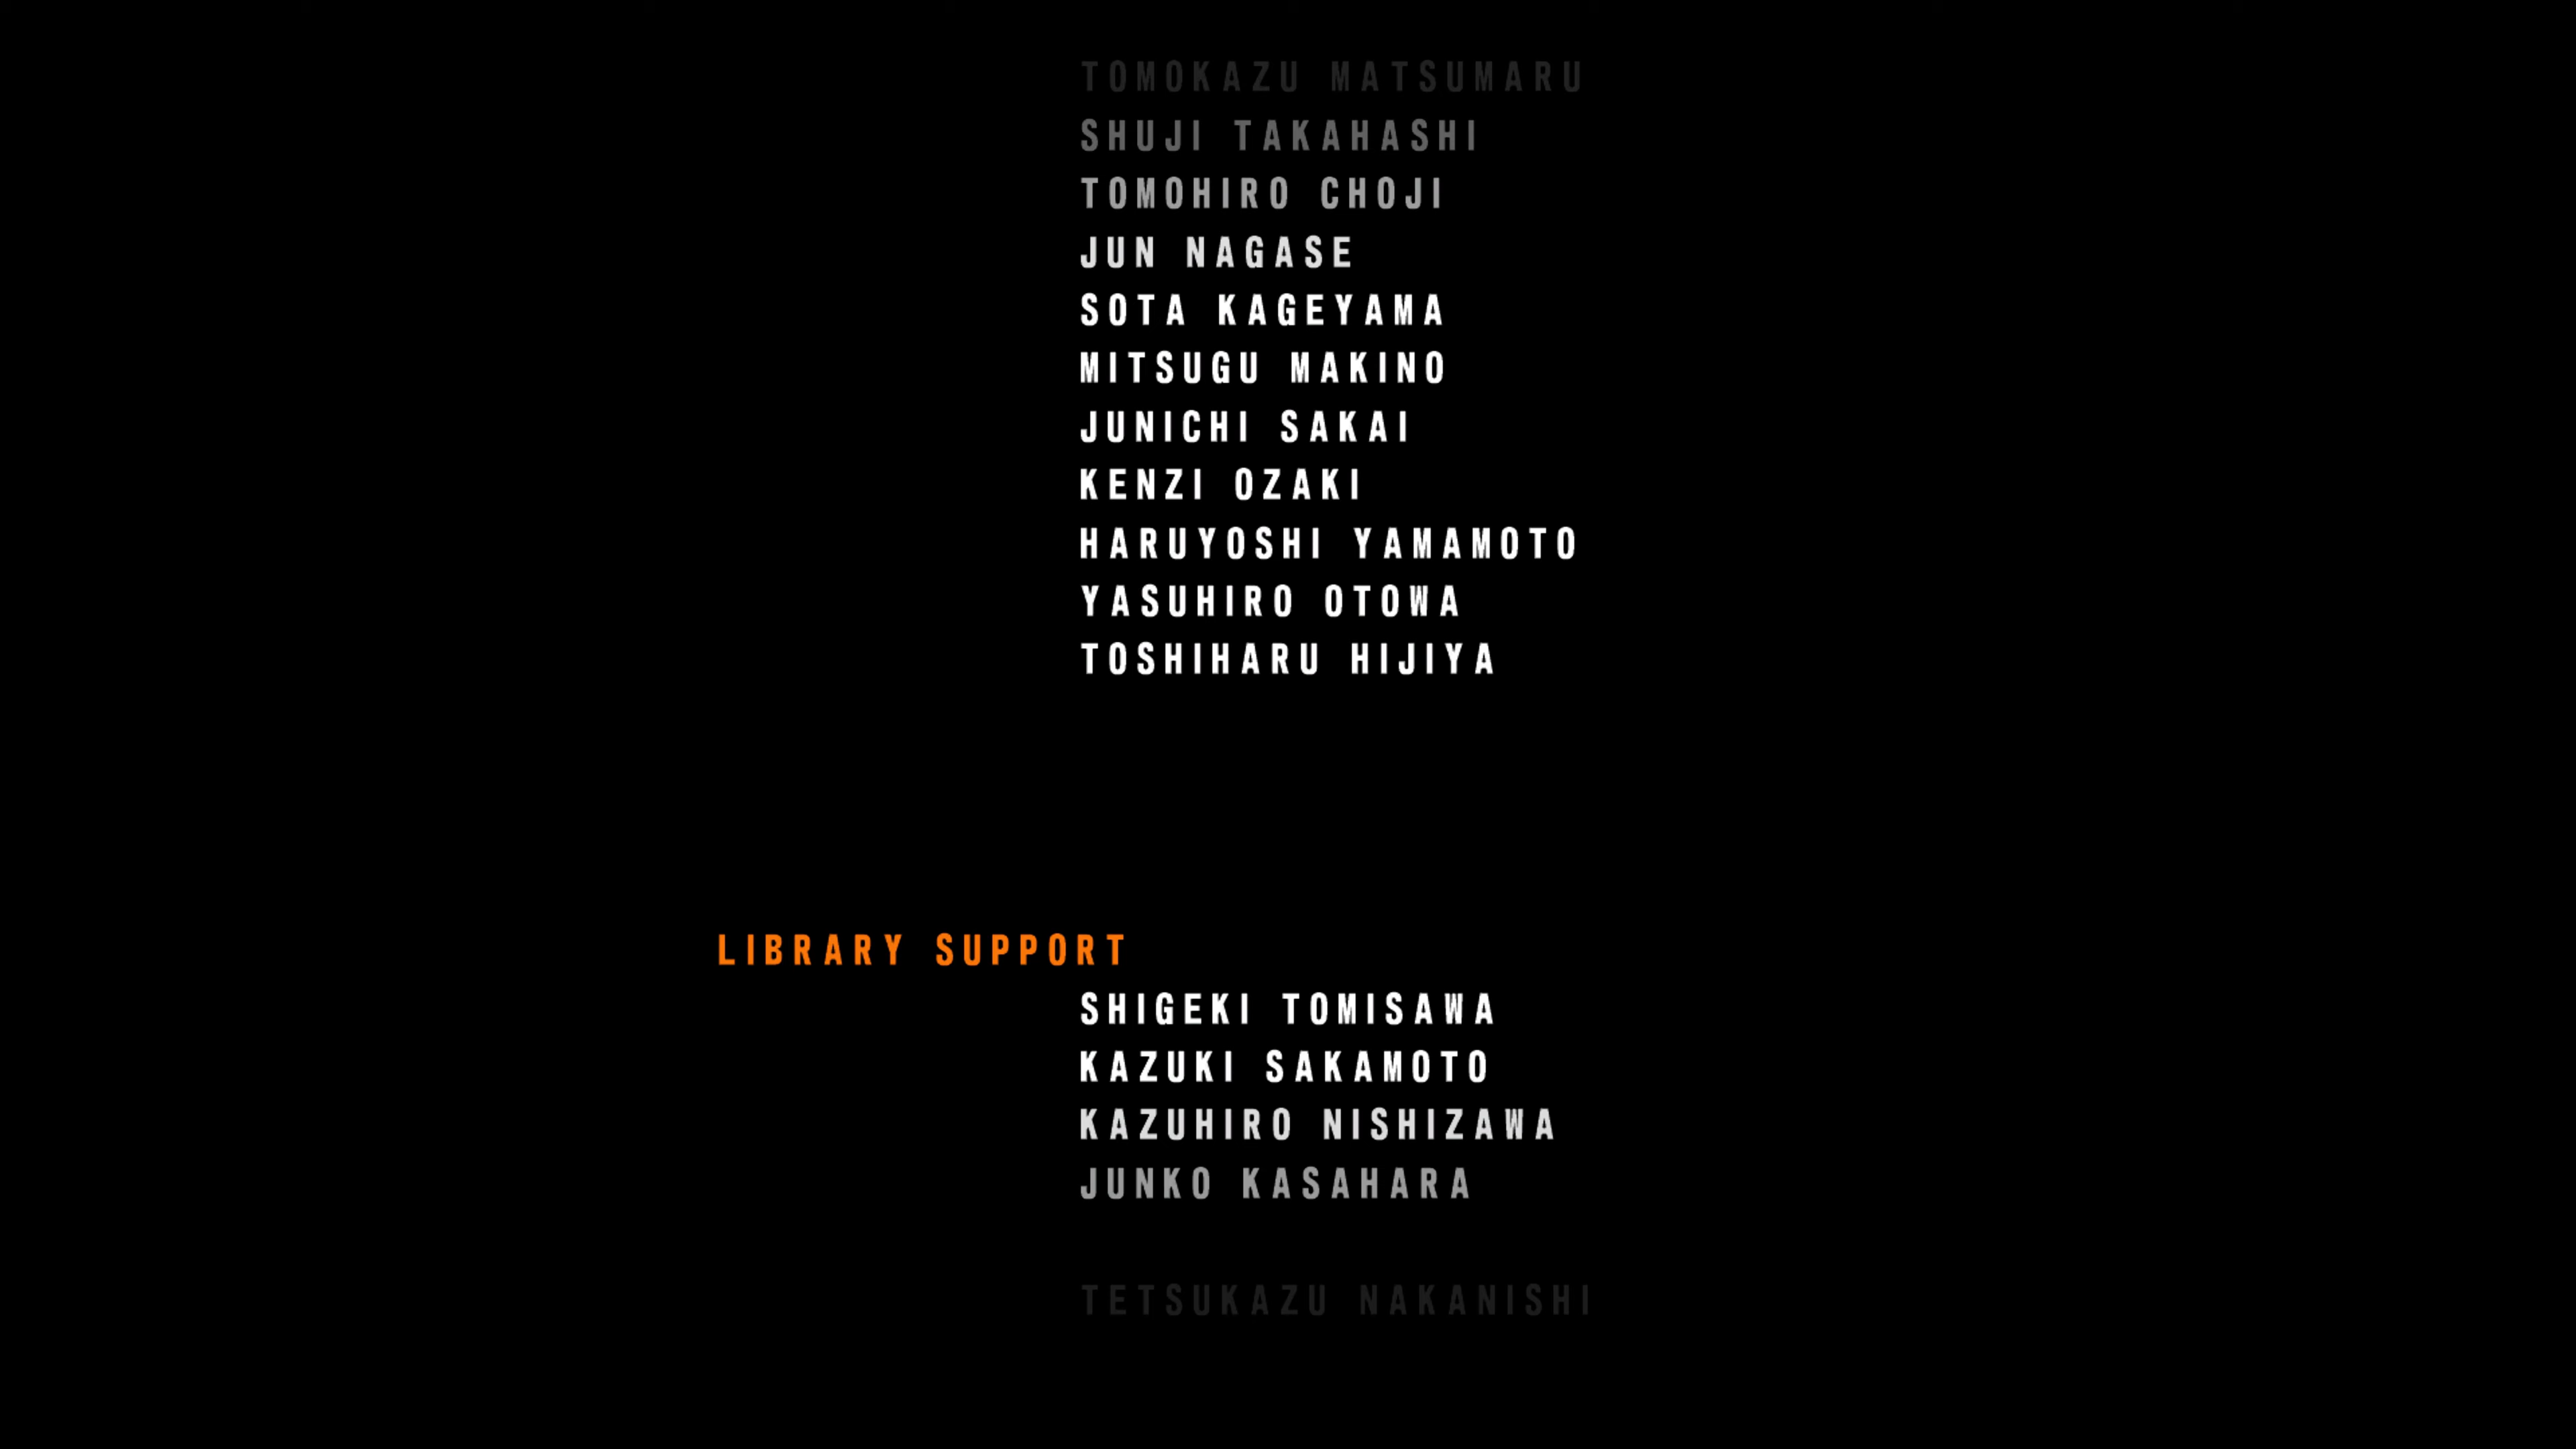 TOMOKAZU MATSUMARU
SHUJI TAKAHASHI
TOMOHIRO CHOJI
JUN NAGASE
SOTA KAGEYAMA
MITSUGU MAKINO
JUNICHI SAKAI
KENZI OZAKI
HARUYOSHI YAMAMOTO
YASUHIRO OTOWA
TOSHIHARU HIJIYA
LIBRARY SUPPORT
SHIGEKI TOMISAWA
KAZUKI SAKAMOTO
KAZUHIRO NISHIZAWA
JUNKO KASAHARA
TETSUKAZU NAKANISHI